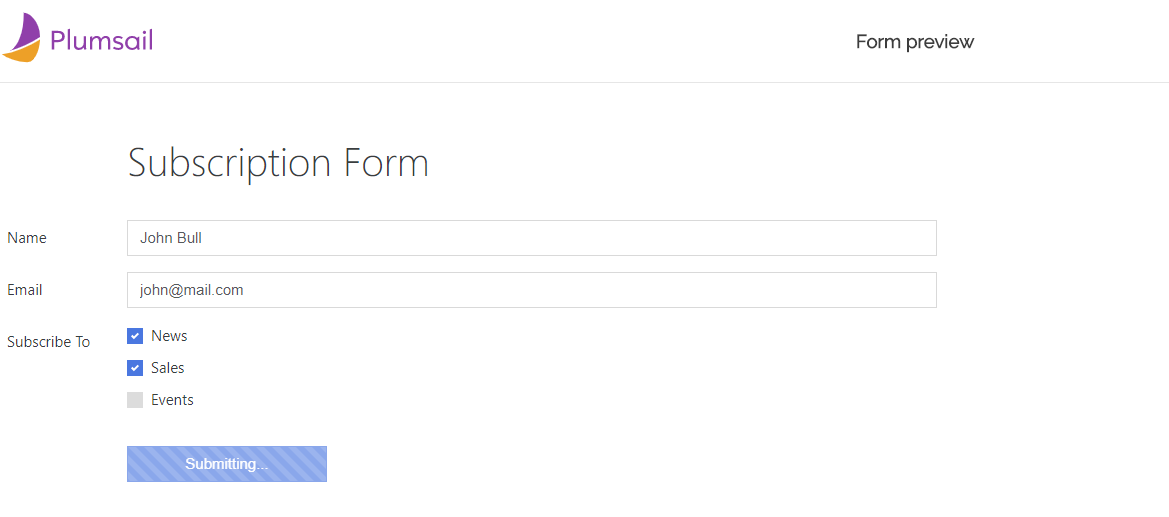 Plumsail
Form preview
Subscription Form
Name
John Bull
Email
john@mail.com
Subscribe To
News
Sales
Events
Submitting...